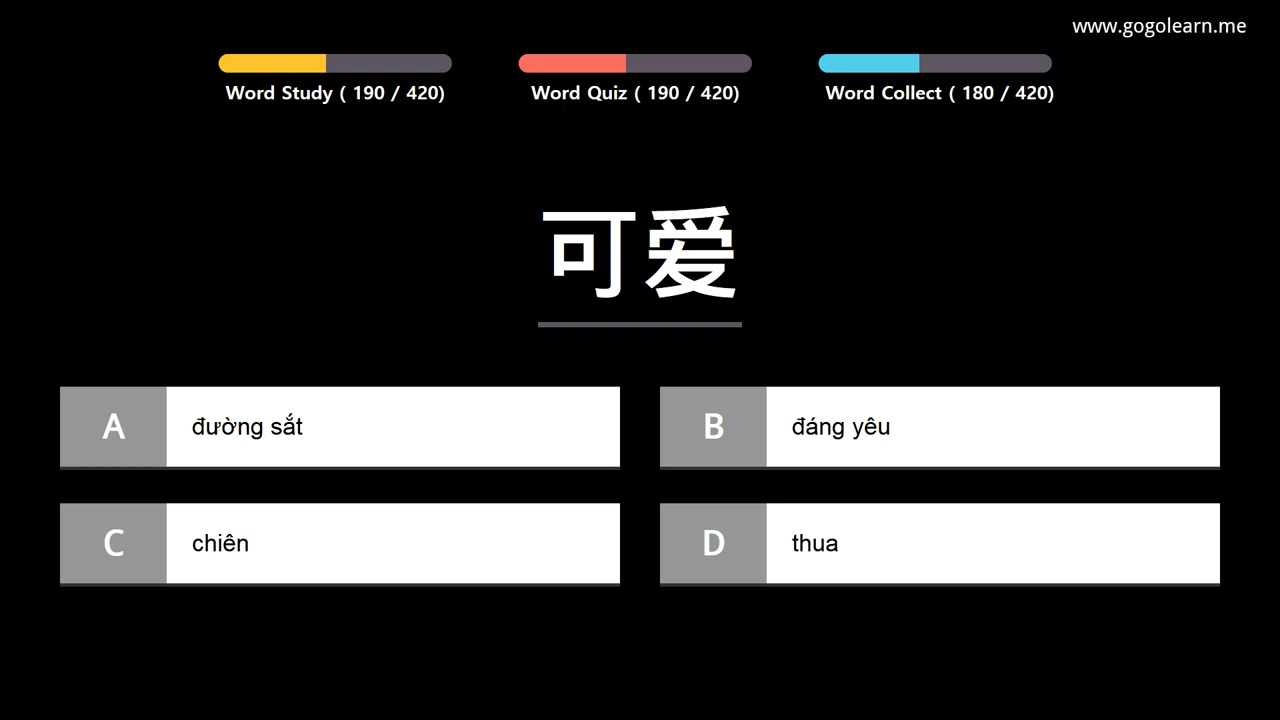 www.gogolearn.me
Word Study ( 190 / 420)
Word Quiz ( 190 / 420)
Word Collect ( 180 / 420)
可爱
A đường sắt
B đáng yêu
C chiên
D thua